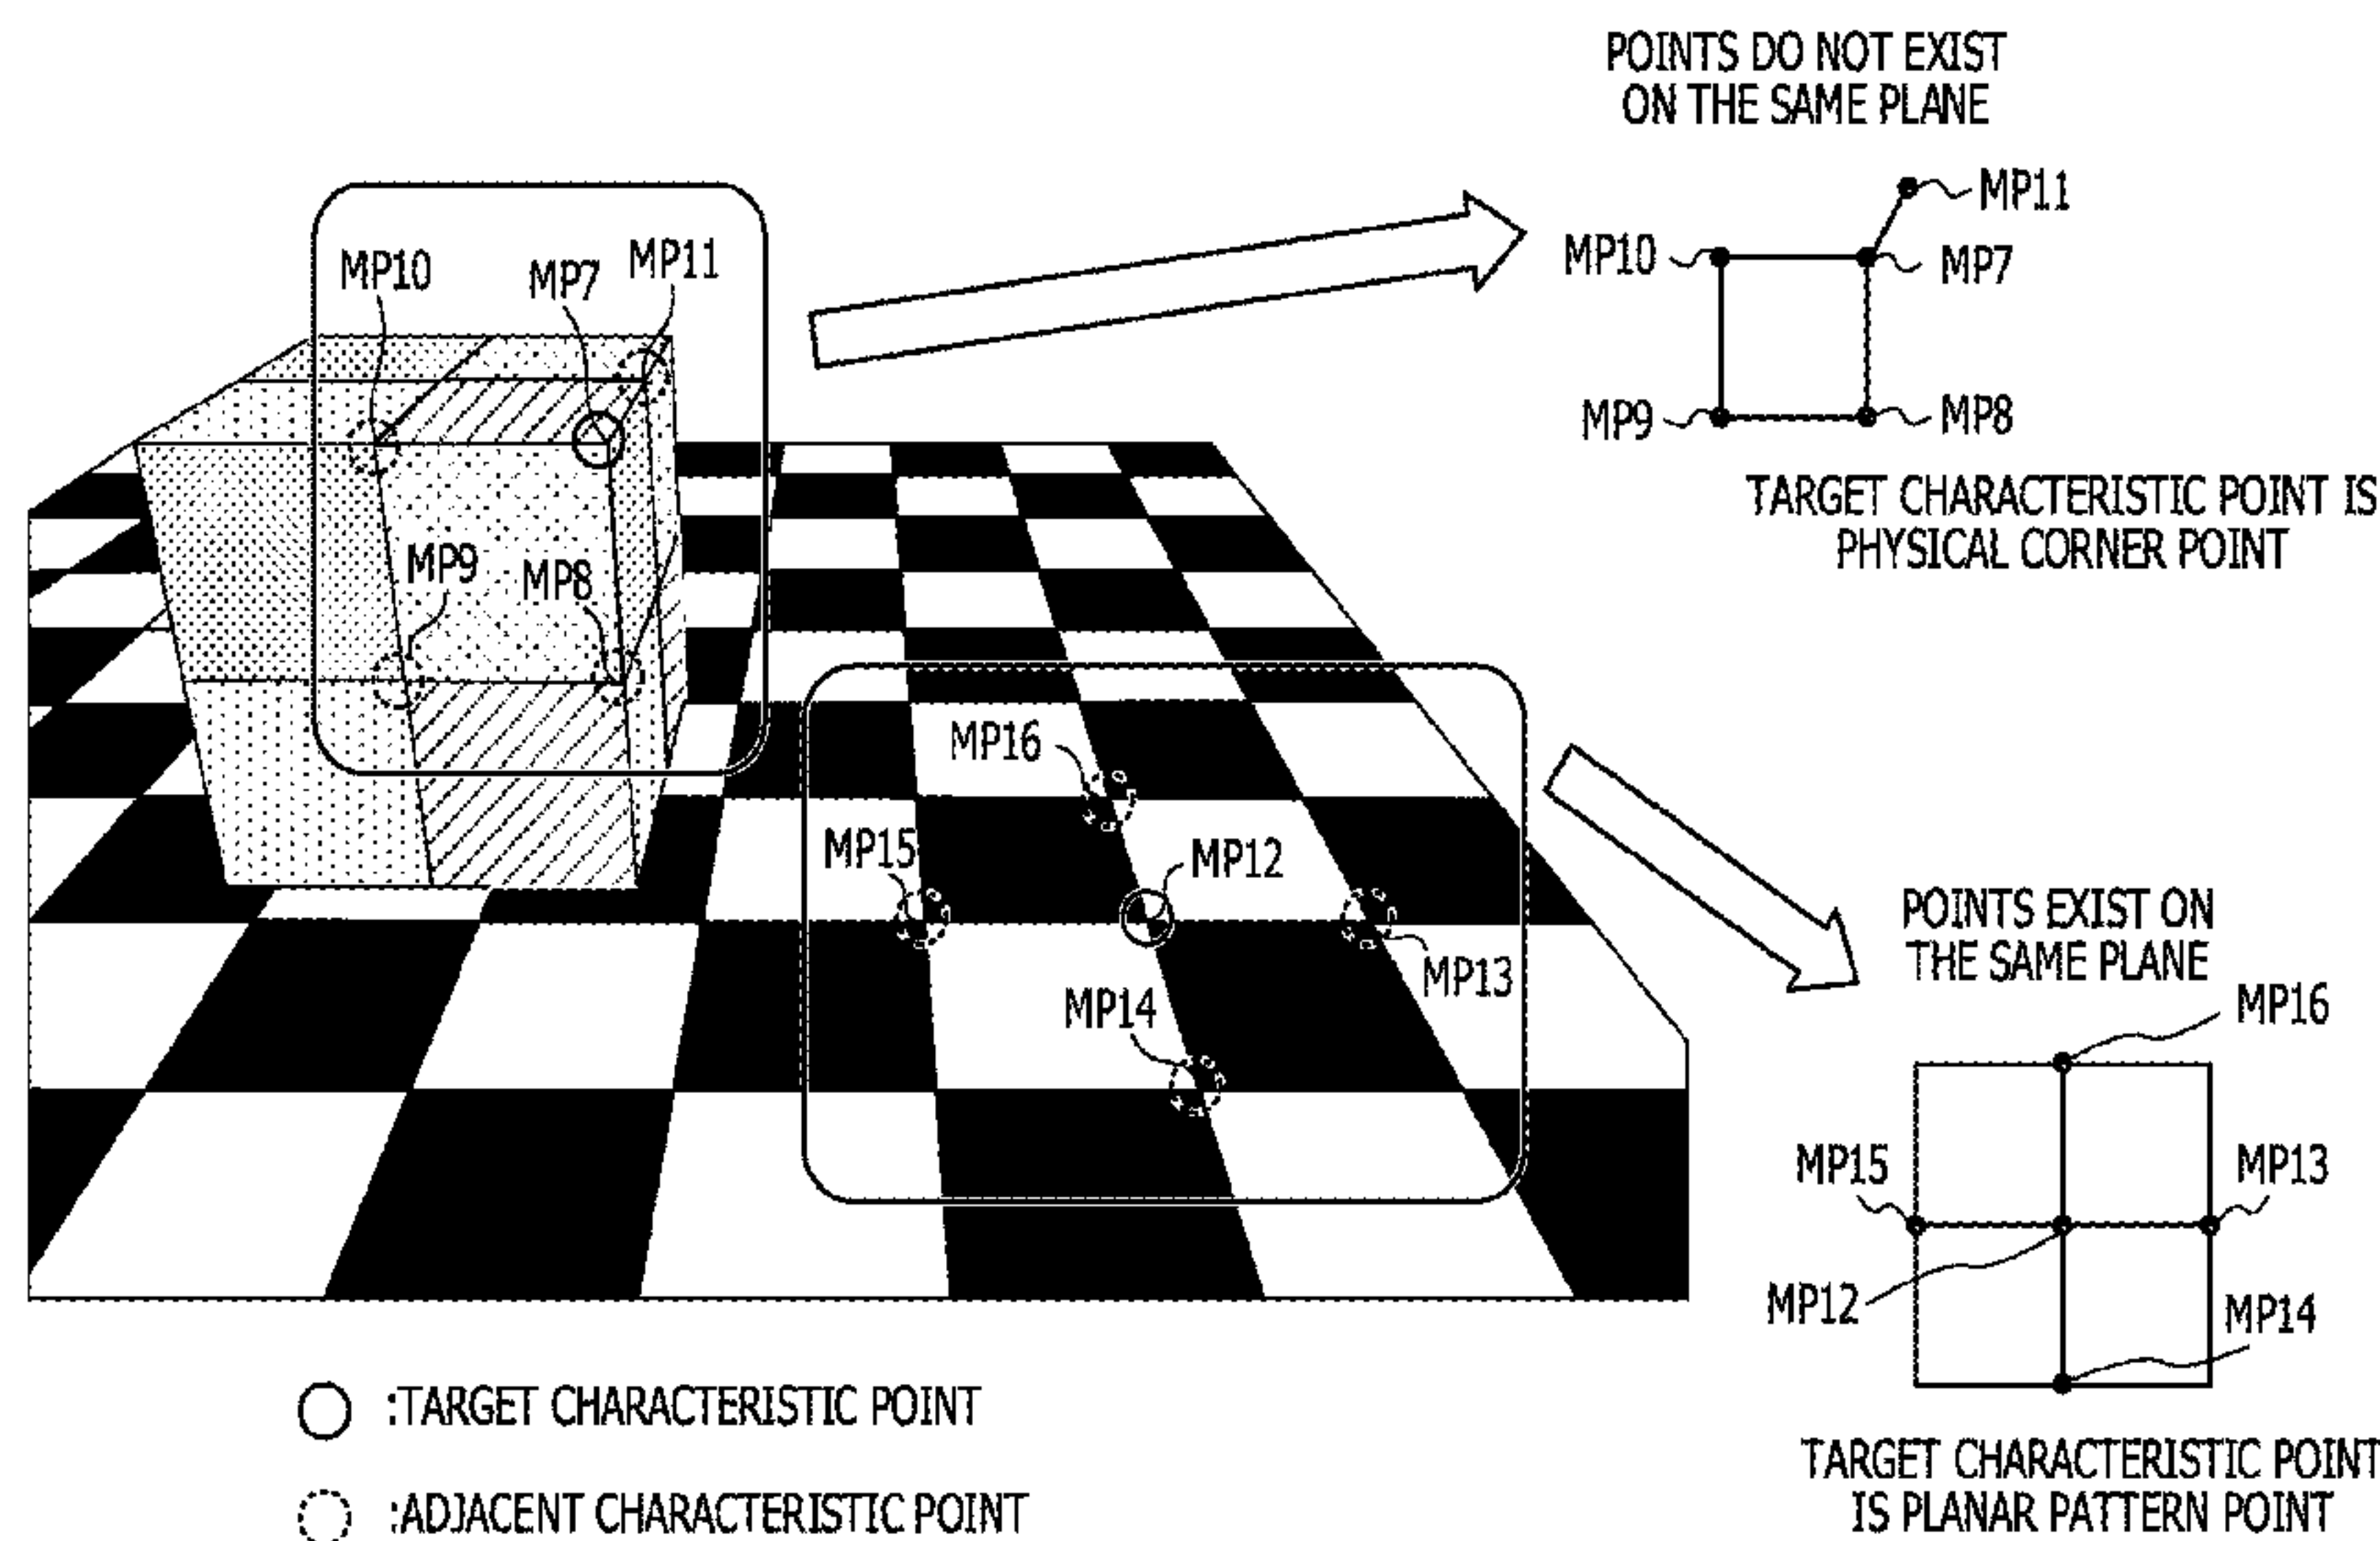 POINTS DO NOT EXIST
ON THE SAME PLANE
MP11
MP10
MP7
MP9
MP8
TARGET CHARACTERISTIC POINT IS
PHYSICAL CORNER POINT
MP10
MP7
MP11
MP9
MP8
MP16
MP15
MP12
MP13
MP14
POINTS EXIST ON
THE SAME PLANE
MP16
MP15
MP13
MP12
MP14
TARGET CHARACTERISTIC POINT
IS PLANAR PATTERN POINT
:TARGET CHARACTERISTIC POINT
:ADJACENT CHARACTERISTIC POINT